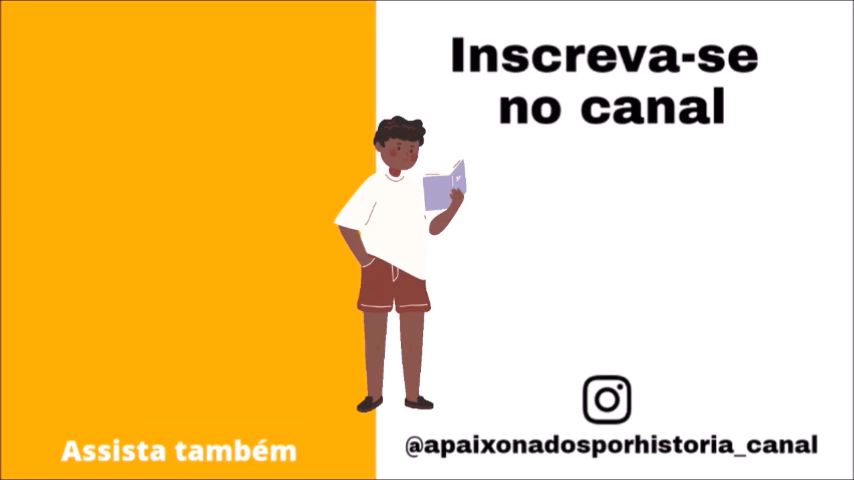 Inscreva-se
no canal
Assista também
@apaixonadosporhistoria_canal